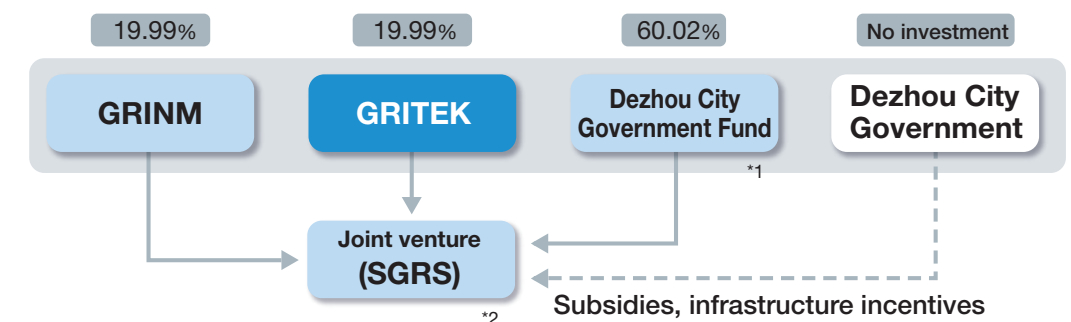 19.99%
19.99%
60.02%
No investment
GRINM
GRITEK
Dezhou City
Government Fund
Dezhou City
Government
*1
Joint venture
(SGRS)
*2
Subsidies, infrastructure incentives